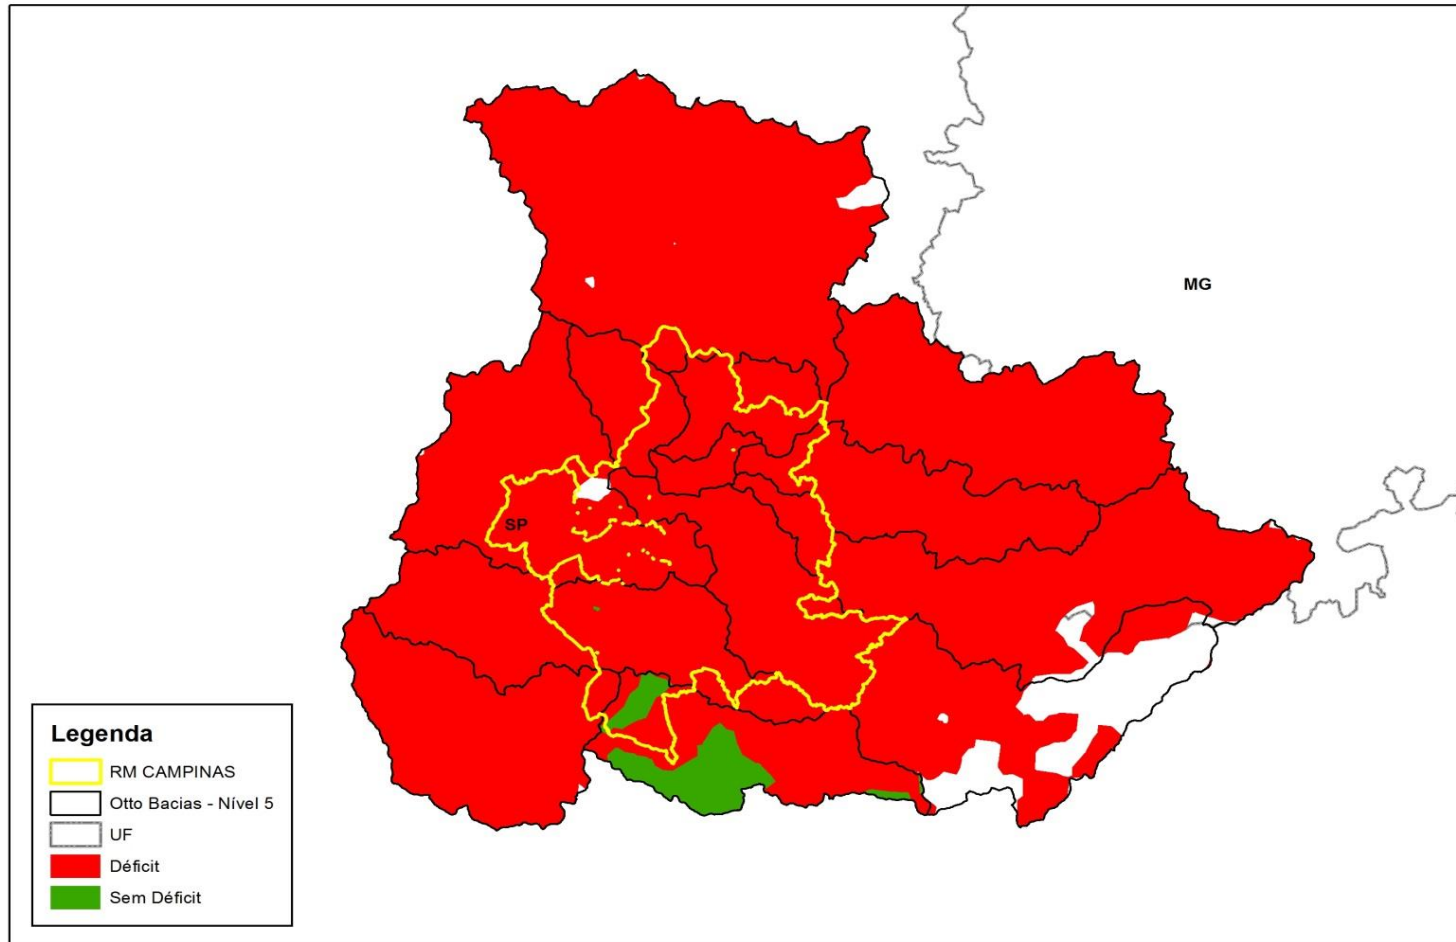 MG
SP
Legenda
RM CAMPINAS
Otto Bacias - Nível 5
UF
Déficit
Sem Déficit